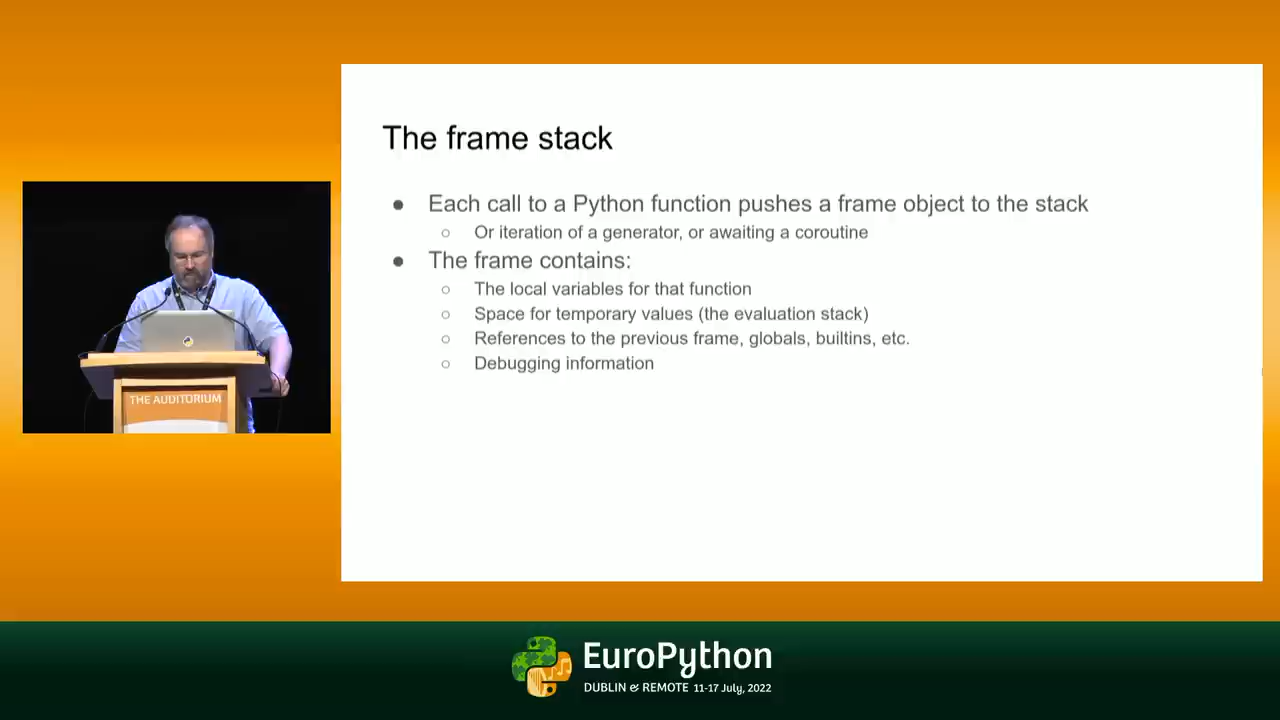 The frame stack
● Each call to a Python function pushes a frame object to the stack
○ Or iteration of a generator, or awaiting a coroutine
● The frame contains:
○ The local variables for that function
○ Space for temporary values (the evaluation stack)
○ References to the previous frame, globals, builtins, etc.
○ Debugging information
THE AUDITORIUM
EuroPython
DUBLIN & REMOTE 11-17 July, 2022